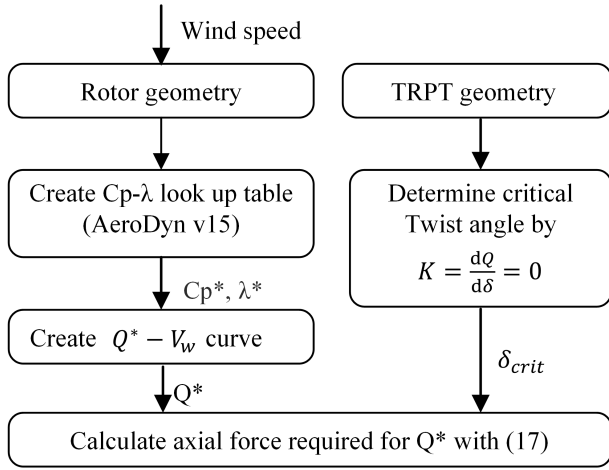 Wind speed
Rotor geometry
TRPT geometry
Create Cp-λ look up table
(AeroDyn v15)
Determine critical
Twist angle by
K = dQ/dδ = 0
Cp*, λ*
Create Q* − V_w curve
δ_crit
Q*
Calculate axial force required for Q* with (17)